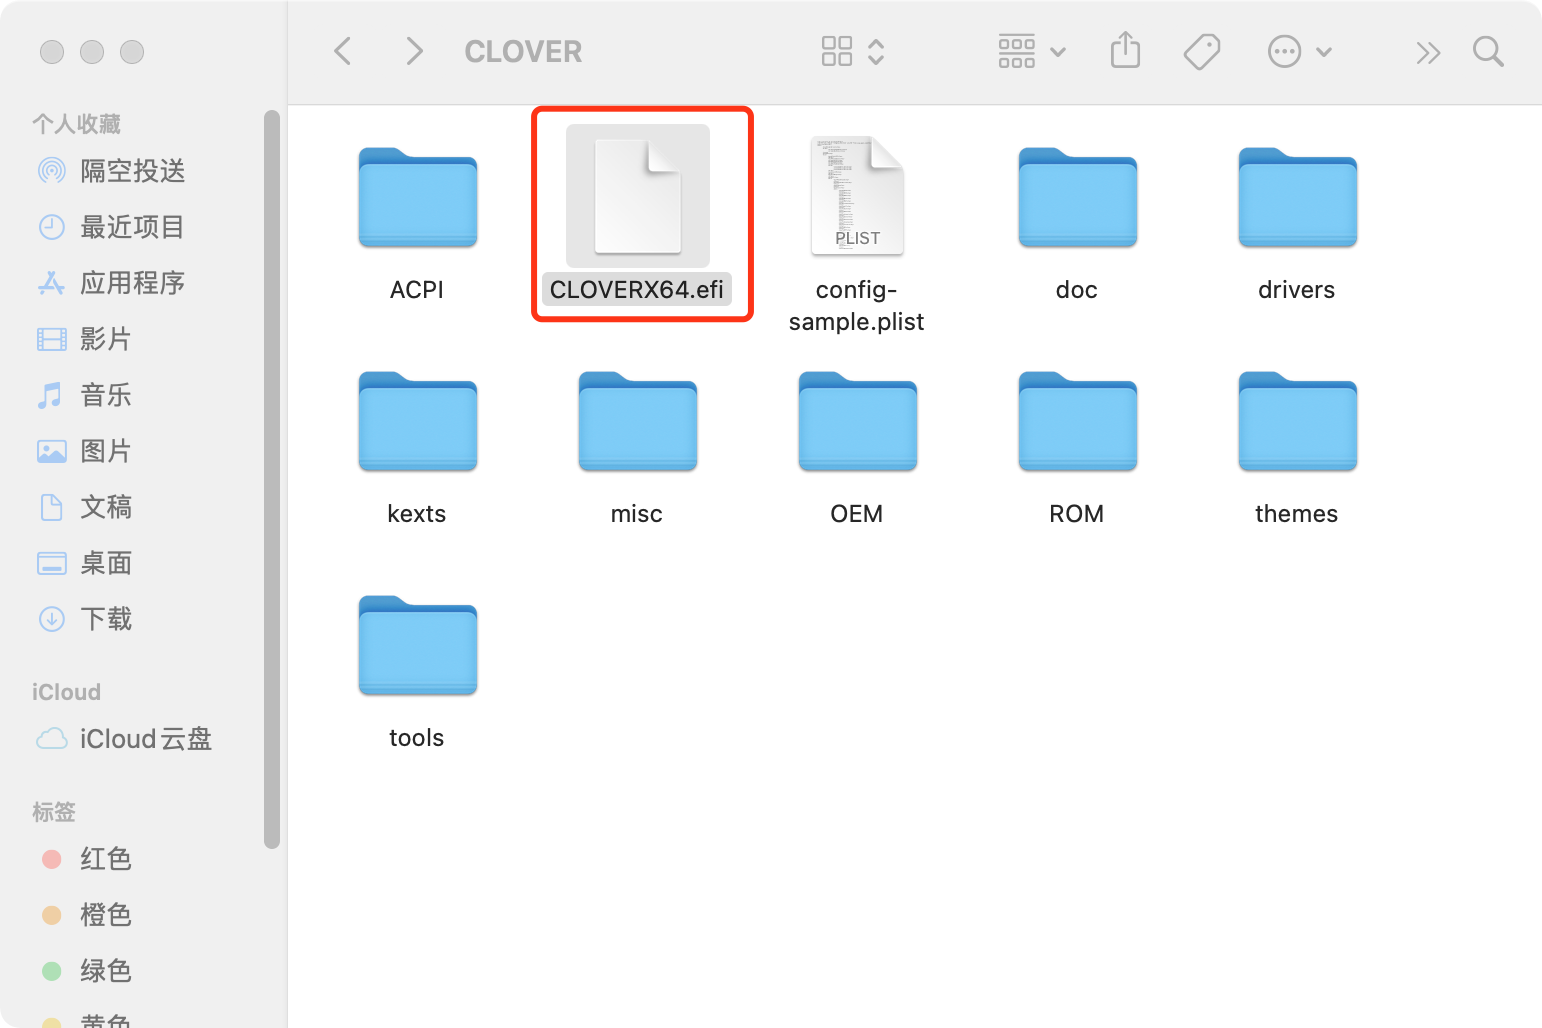 CLOVER
个人收藏
隔空投送
最近项目
应用程序
影片
音乐
图片
文稿
桌面
下载
iCloud
iCloud云盘
标签
红色
橙色
绿色
黄色
ACPI
CLOVERX64.efi
PLIST
config-
sample.plist
doc
drivers
kexts
misc
OEM
ROM
themes
tools